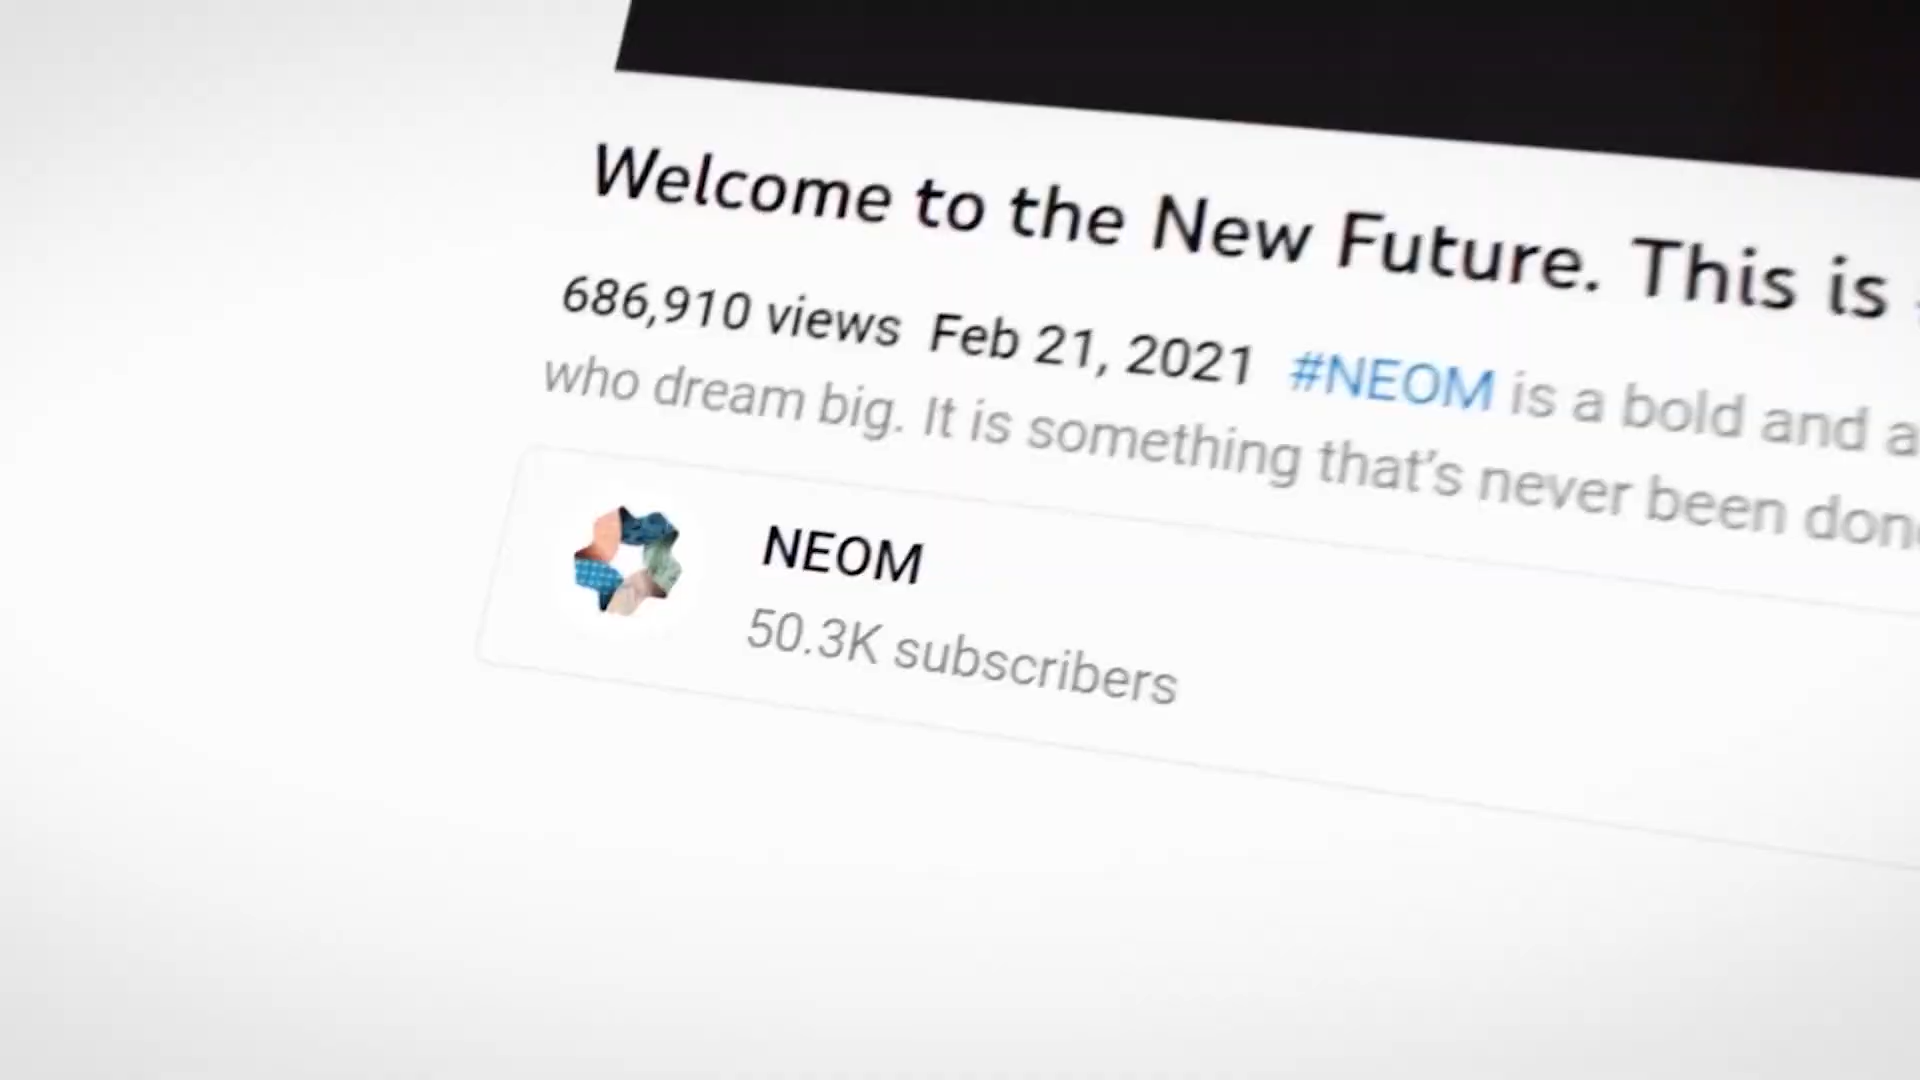 Welcome to the New Future. This is
686,910 views Feb 21, 2021 #NEOM is a bold and
who dream big. It is something that's never been
NEOM
50.3K subscribers